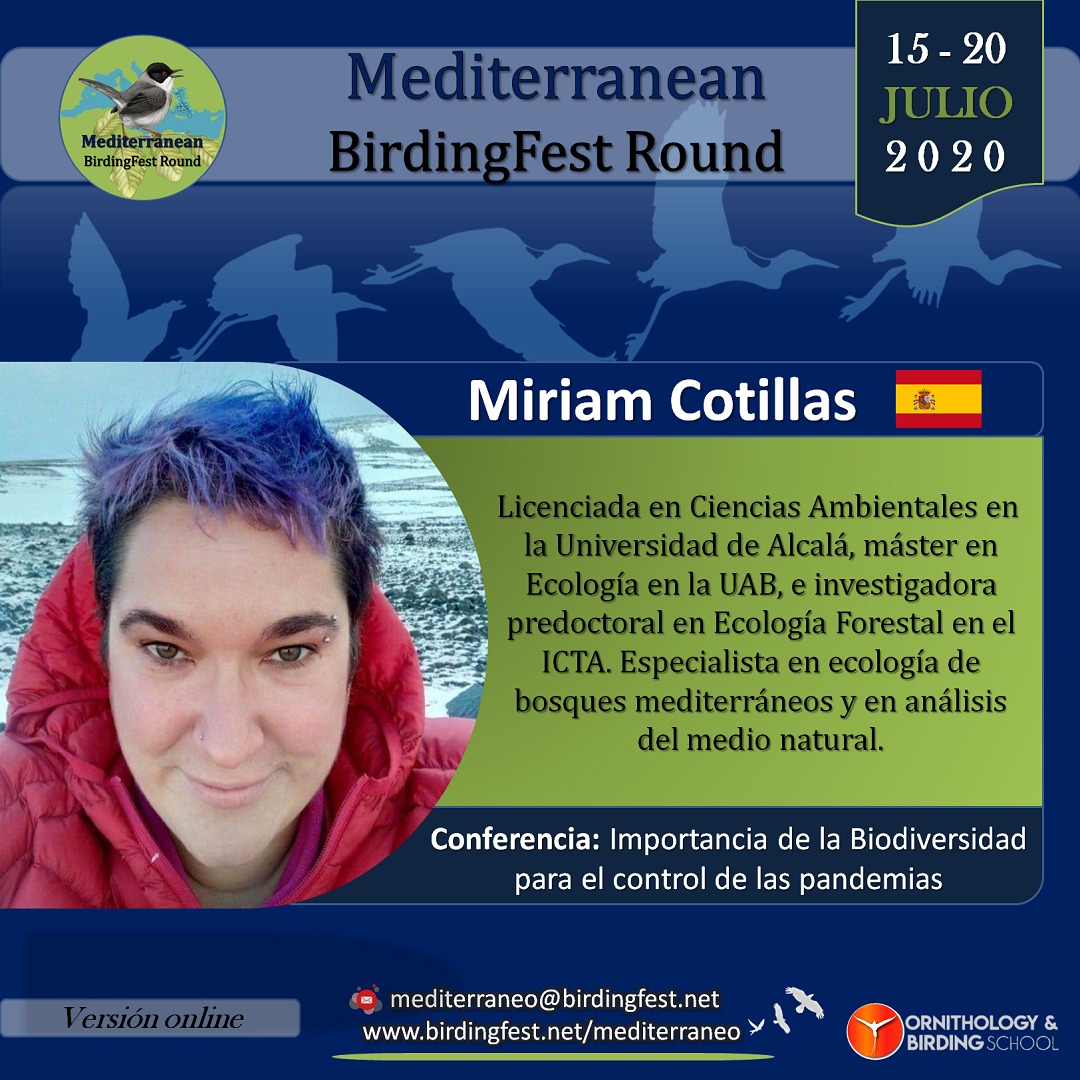 Mediterranean
BirdingFest Round
Mediterranean
BirdingFest Round
15 - 20
JULIO
2020
Miriam Cotillas
Licenciada en Ciencias Ambientales en
la Universidad de Alcalá, máster en
Ecología en la UAB, e investigadora
predoctoral en Ecología Forestal en el
ICTA. Especialista en ecología de
bosques mediterráneos y en análisis
del medio natural.
Conferencia: Importancia de la Biodiversidad
para el control de las pandemias
Versión online
mediterraneo@birdingfest.net
www.birdingfest.net/mediterraneo
ORNITHOLOGY &
BIRDING SCHOOL